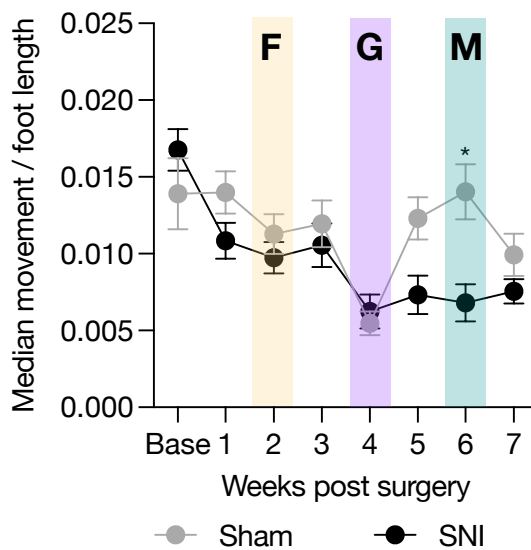 F G M
0.025
0.020
0.015
0.010
0.005
0.000
Median movement / foot length
*
Base 1 2 3 4 5 6 7
Weeks post surgery
Sham SNI